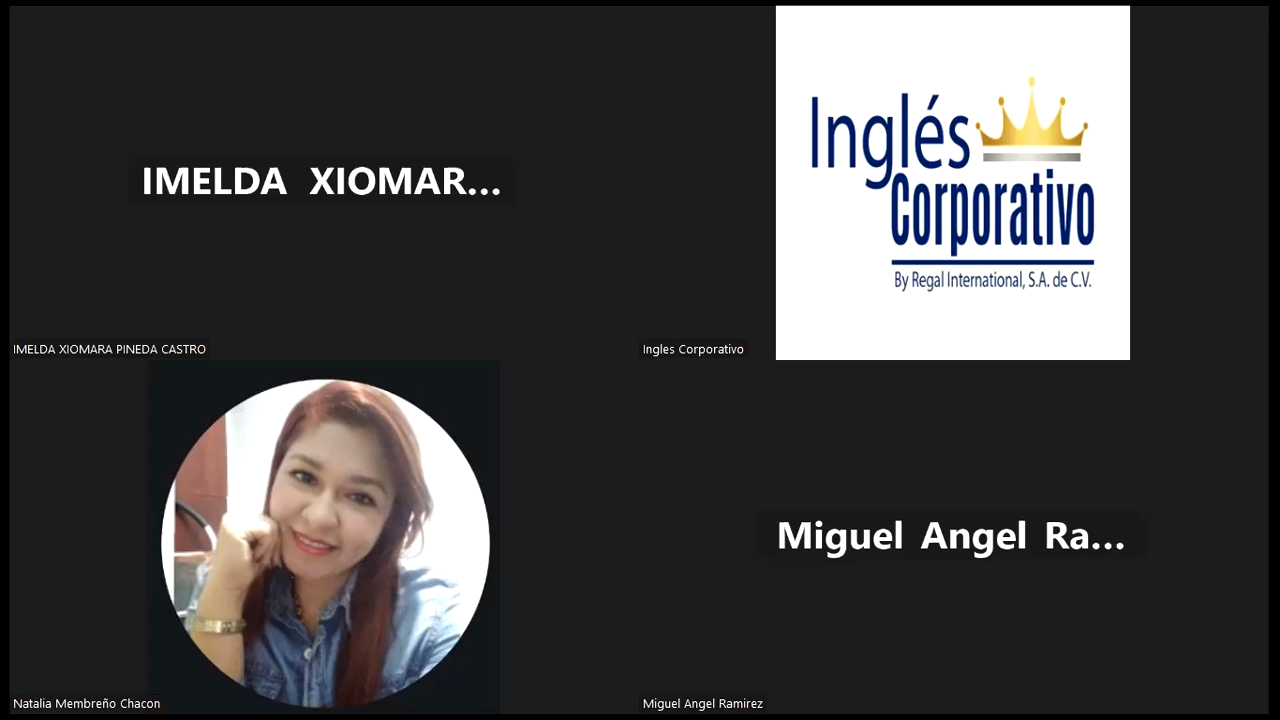 IMELDA XIOMAR...
Inglés
Corporativo
By Regal International, S.A. de C.V.
IMELDA XIOMARA PINEDA CASTRO
Ingles Corporativo
Miguel Angel Ra...
Natalia Membreño Chacon
Miguel Angel Ramirez